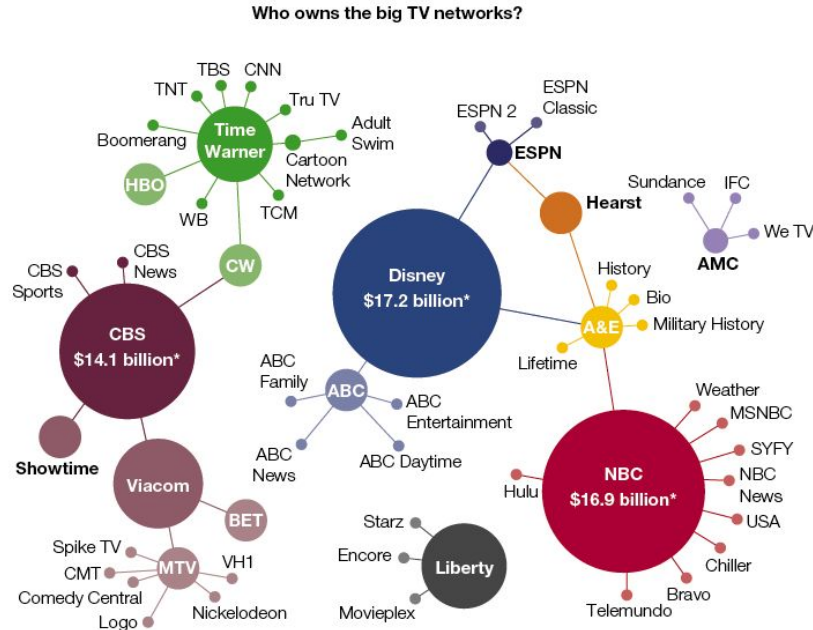 Who owns the big TV networks?
TBS
CNN
TNT
Tru TV
Boomerang
Time
Warner
Adult
Swim
Cartoon
Network
HBO
WB
TCM
CW
ESPN 2
ESPN
Classic
ESPN
Hearst
Sundance
IFC
We TV
AMC
CBS
Sports
CBS
News
CBS
$14.1 billion*
Disney
$17.2 billion*
History
Bio
A&E
Military History
Lifetime
ABC
Family
ABC
ABC
Entertainment
ABC
News
ABC Daytime
Showtime
Viacom
BET
Spike TV
CMT
Comedy Central
Logo
MTV
VH1
Nickelodeon
Starz
Encore
Movieplex
Liberty
Weather
MSNBC
SYFY
NBC
News
USA
Chiller
Bravo
Telemundo
Hulu
NBC
$16.9 billion*